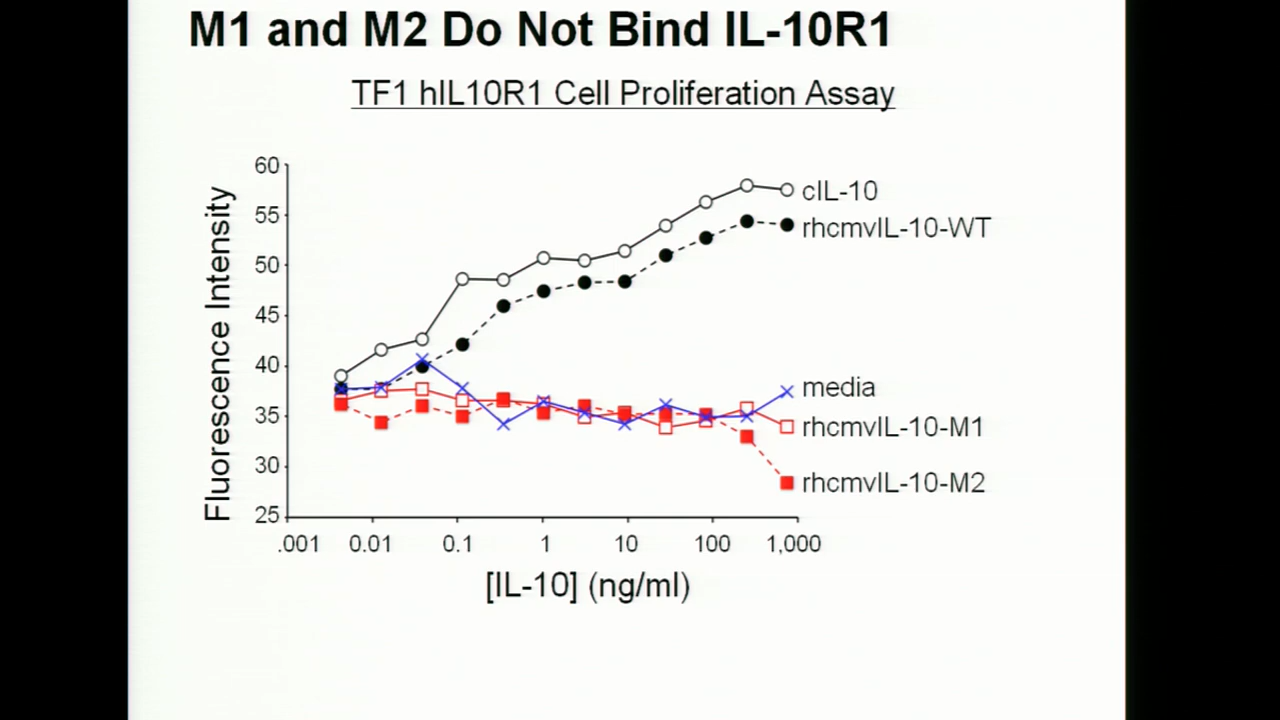 M1 and M2 Do Not Bind IL-10R1
TF1 hIL10R1 Cell Proliferation Assay
Fluorescence Intensity
60
55
50
45
40
35
30
25
cIL-10
rhcmvIL-10-WT
media
rhcmvIL-10-M1
rhcmvIL-10-M2
.001 0.01 0.1 1 10 100 1,000
[IL-10] (ng/ml)